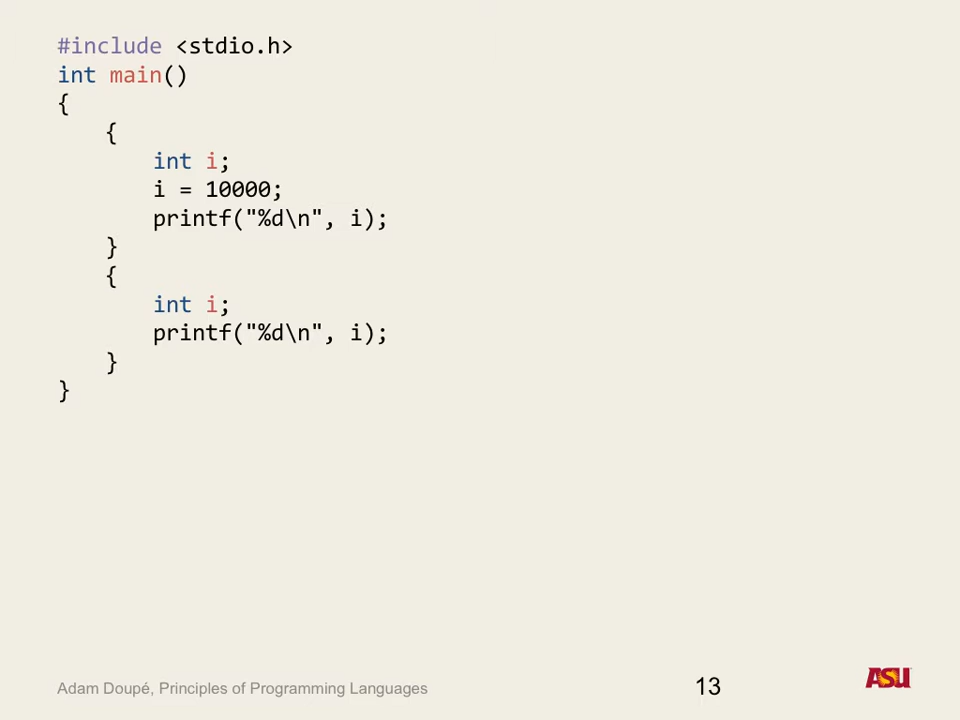 #include <stdio.h>
int main()
{
    {
        int i;
        i = 10000;
        printf("%d\n", i);
    }
    {
        int i;
        printf("%d\n", i);
    }
}
Adam Doupé, Principles of Programming Languages
13
ASU